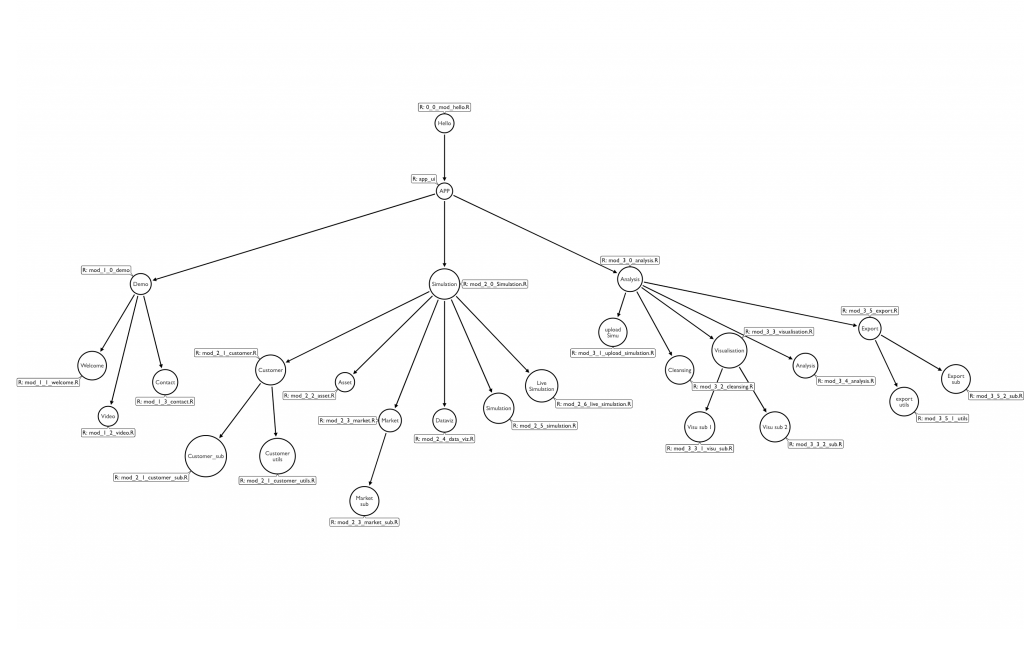 R: 0_0_mod_hello.R
Hello
R: app_ui
APP
R: mod_1_0_demo
Demo
R: mod_2_0_Simulation.R
Simulation
R: mod_3_0_analysis.R
Analysis
R: mod_1_1_welcome.R
Welcome
R: mod_1_2_video.R
Video
R: mod_1_3_contact.R
Contact
R: mod_2_1_customer.R
Customer
R: mod_2_2_asset.R
Asset
R: mod_2_3_market.R
Market
R: mod_2_4_data_viz.R
Dataviz
R: mod_2_5_simulation.R
Simulation
R: mod_2_6_live_simulation.R
Live
Simulation
R: mod_3_1_upload_simulation.R
upload
Simu
R: mod_3_2_cleansing.R
Cleansing
R: mod_3_3_visualisation.R
Visualisation
R: mod_3_4_analysis.R
Analysis
R: mod_3_5_export.R
Export
R: mod_2_1_customer_sub.R
Customer_sub
R: mod_2_1_customer_utils.R
Customer
utils
R: mod_2_3_market_sub.R
Market
sub
R: mod_3_3_1_visu_sub.R
Visu sub 1
R: mod_3_3_2_sub.R
Visu sub 2
R: mod_3_5_1_utils
export
utils
R: mod_3_5_2_sub.R
Export
sub